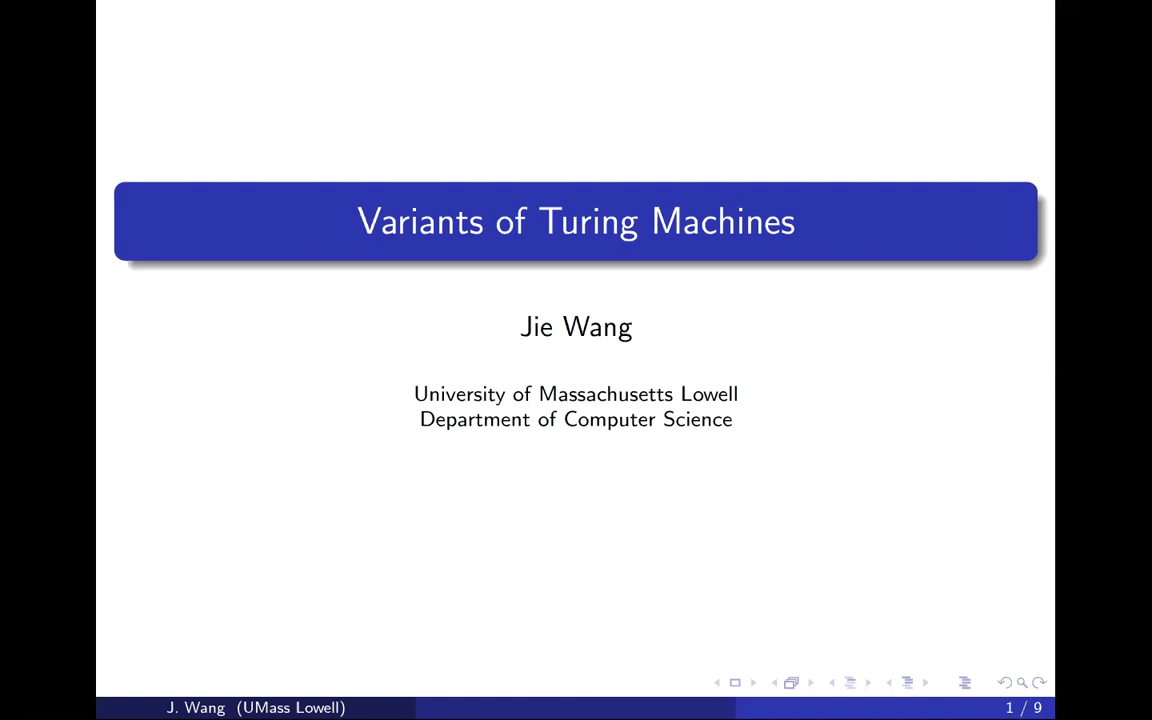 Variants of Turing Machines
Jie Wang
University of Massachusetts Lowell
Department of Computer Science
J. Wang (UMass Lowell)
1 / 9